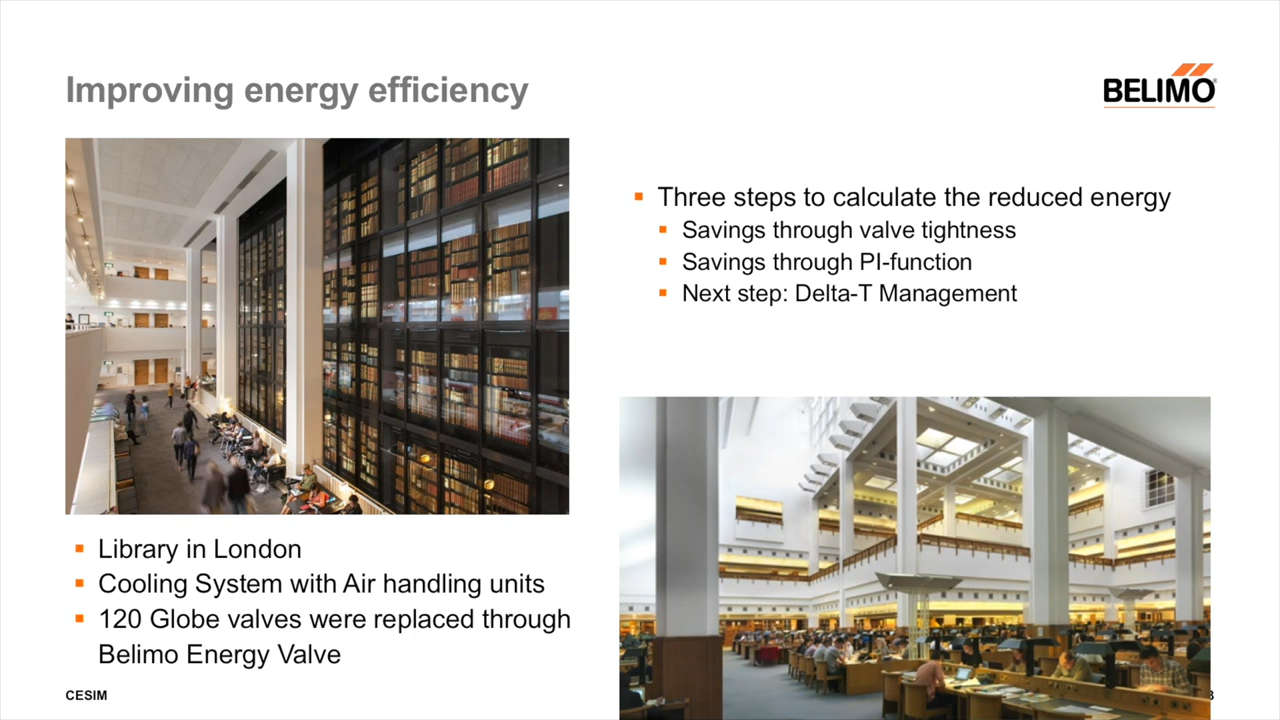 Improving energy efficiency
BELIMO
Three steps to calculate the reduced energy
Savings through valve tightness
Savings through PI-function
Next step: Delta-T Management
Library in London
Cooling System with Air handling units
120 Globe valves were replaced through
Belimo Energy Valve
CESIM